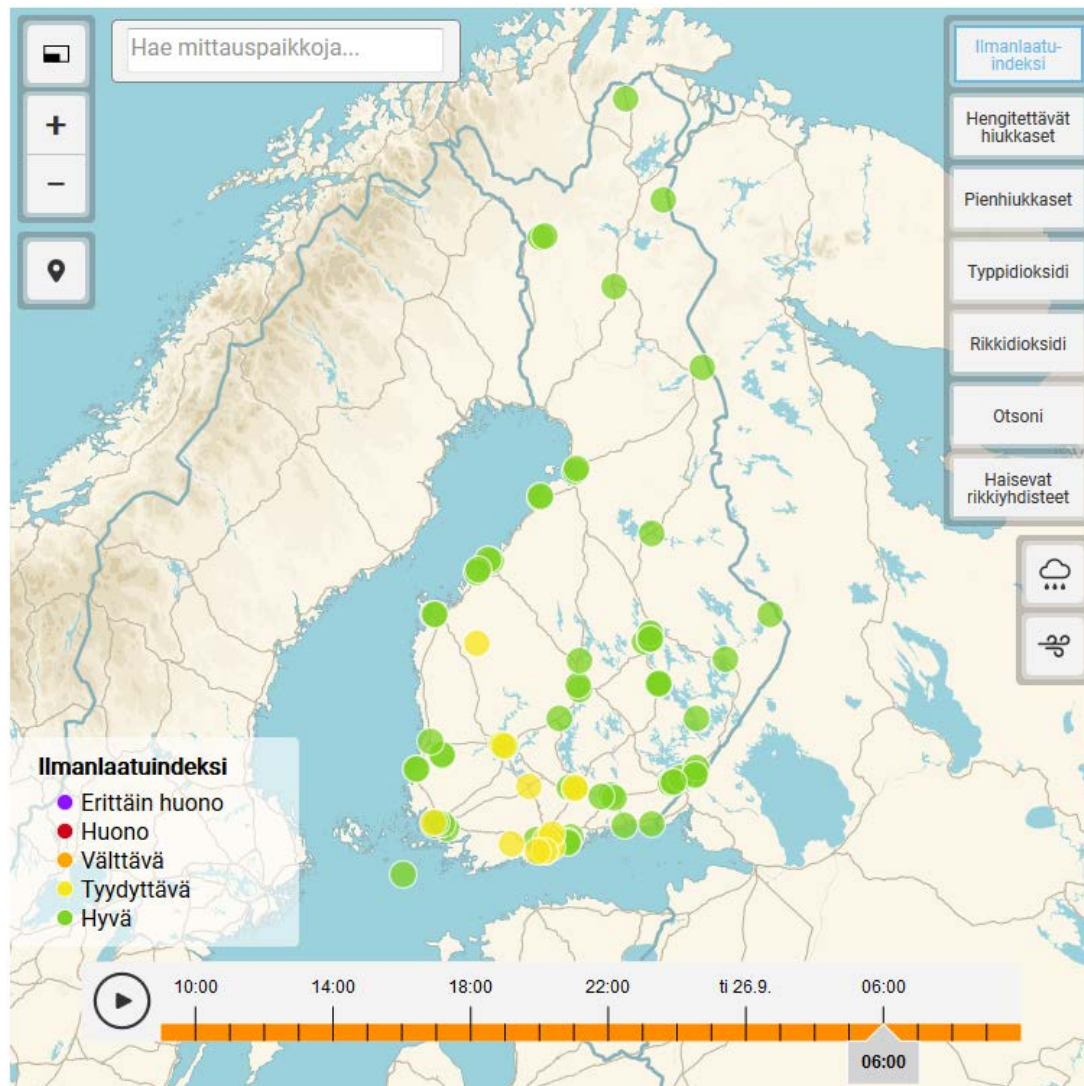 Hae mittauspaikkoja...
+
−
Ilmanlaatu-
indeksi
Hengitettävät
hiukkaset
Pienhiukkaset
Typpidioksidi
Rikkidioksidi
Otsoni
Haisevat
rikkiyhdisteet
Ilmanlaatuindeksi
Erittäin huono
Huono
Välttävä
Tyydyttävä
Hyvä
10:00 14:00 18:00 22:00 ti 26.9. 06:00
06:00